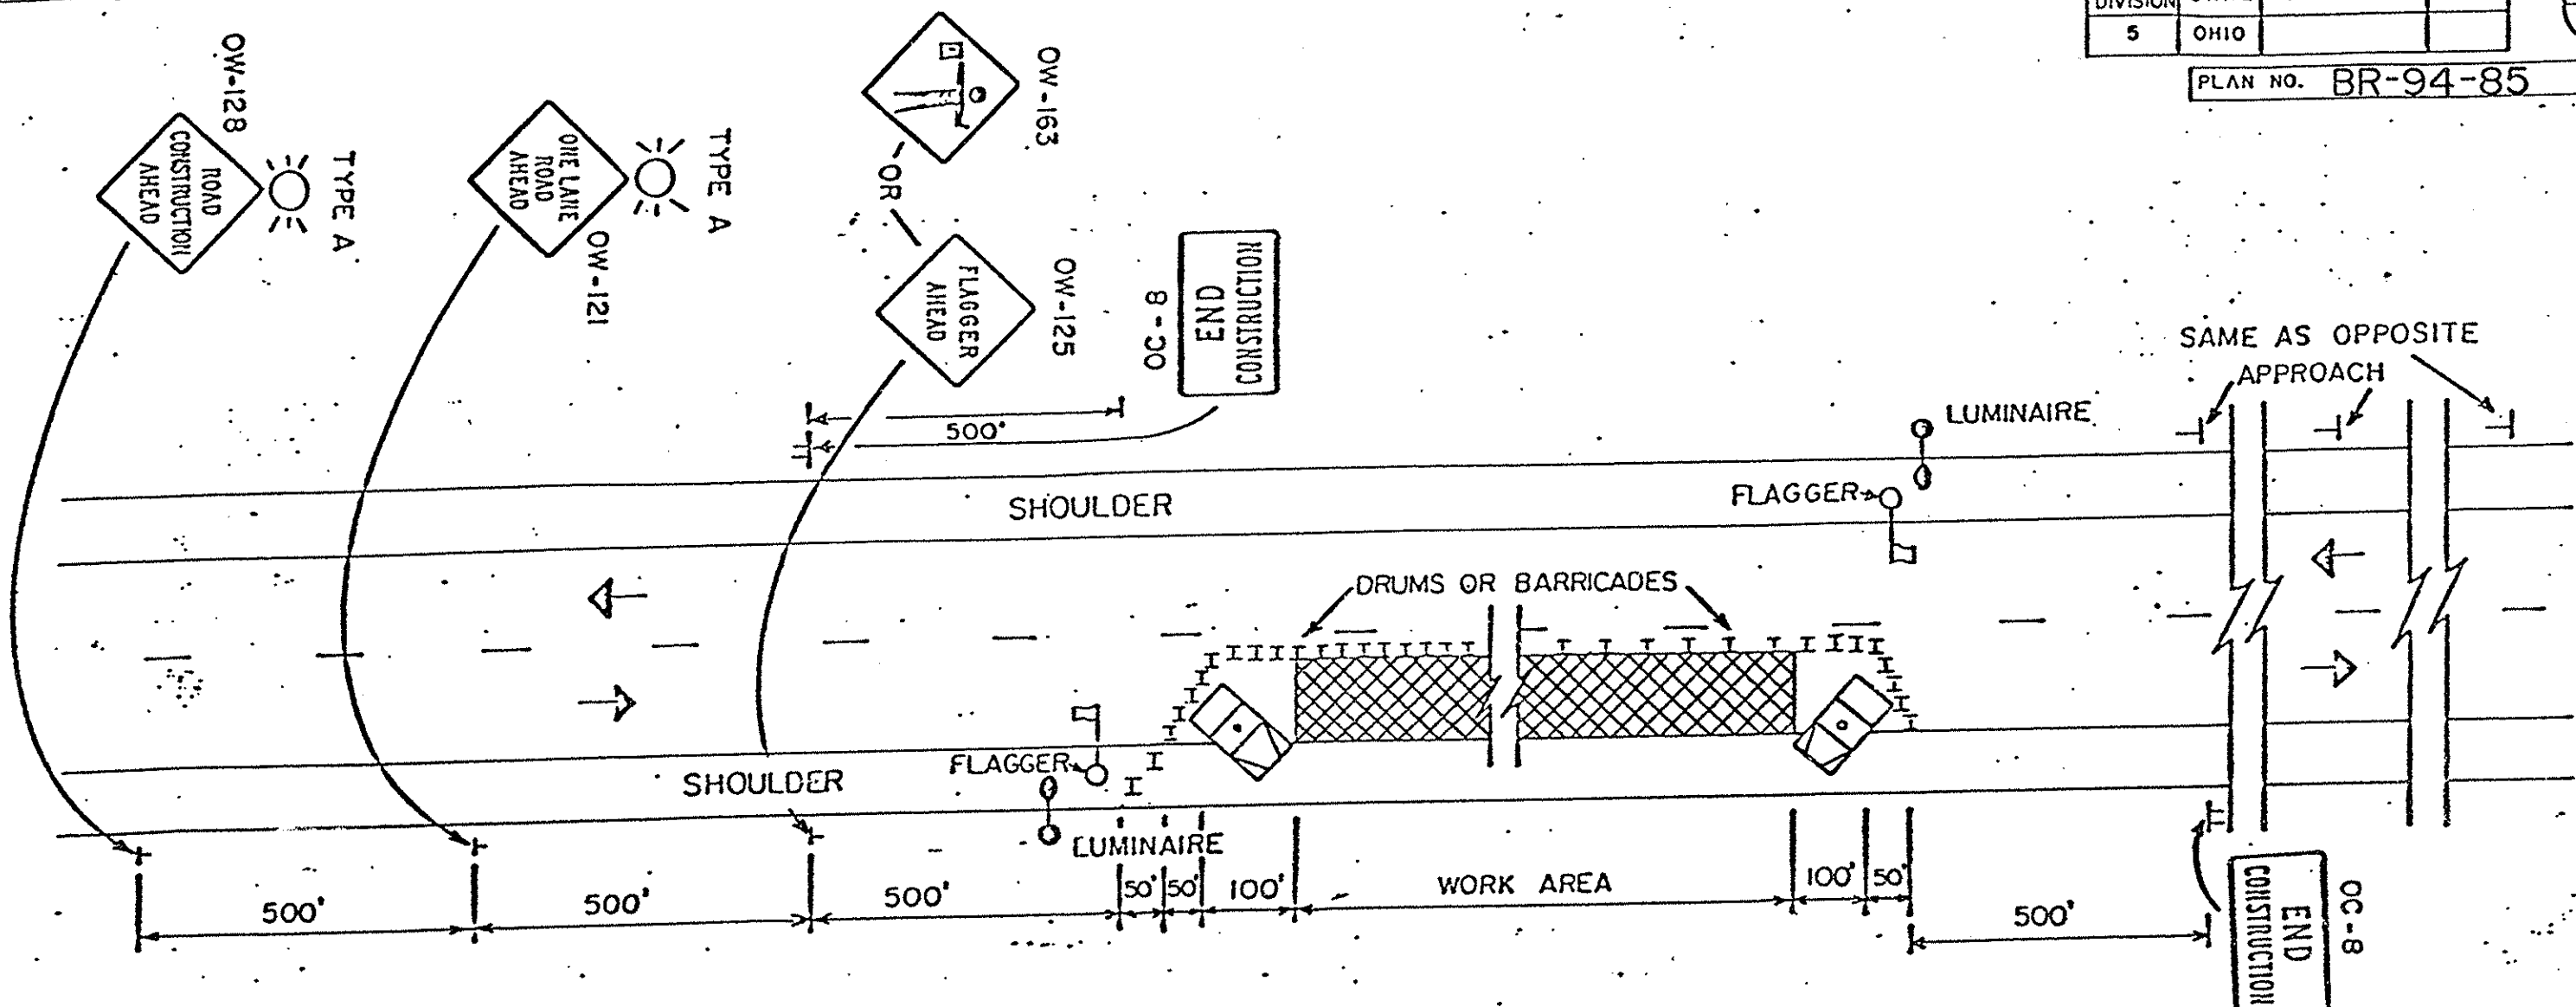 DIVISION
5 OHIO
PLAN NO. BR-94-85
OW-128
ROAD
CONSTRUCTION
AHEAD
TYPE A
ONE LANE
ROAD
AHEAD
OW-121
TYPE A
OW-163
OR
FLAGGER
AHEAD
OW-125
OC-8
END
CONSTRUCTION
500'
SAME AS OPPOSITE
APPROACH
LUMINAIRE
SHOULDER
FLAGGER
DRUMS OR BARRICADES
SHOULDER
FLAGGER
LUMINAIRE
500'
500'
500'
50'
50'
100'
WORK AREA
100'
50'
500'
END
CONSTRUCTION
OC-8